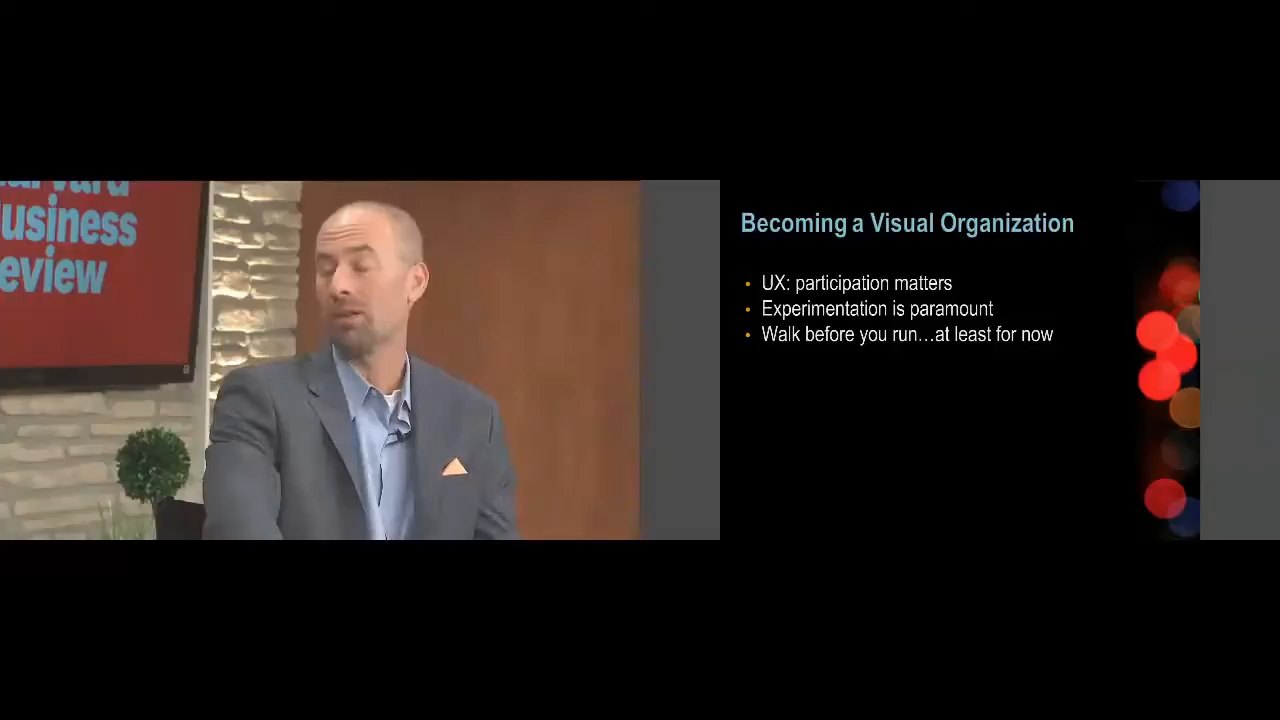 arvard
usiness
eview
Becoming a Visual Organization
• UX: participation matters
• Experimentation is paramount
• Walk before you run…at least for now